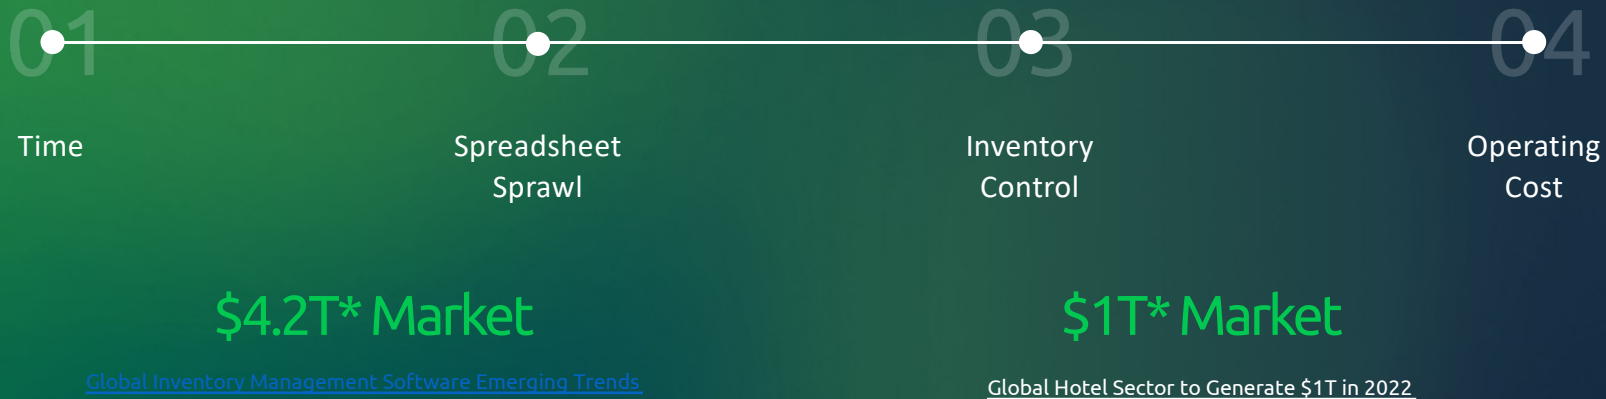 01 02 03 04
Time Spreadsheet Inventory Operating
Sprawl Control Cost
$4.2T* Market $1T* Market
Global Inventory Management Software Emerging Trends
Global Hotel Sector to Generate $1T in 2022